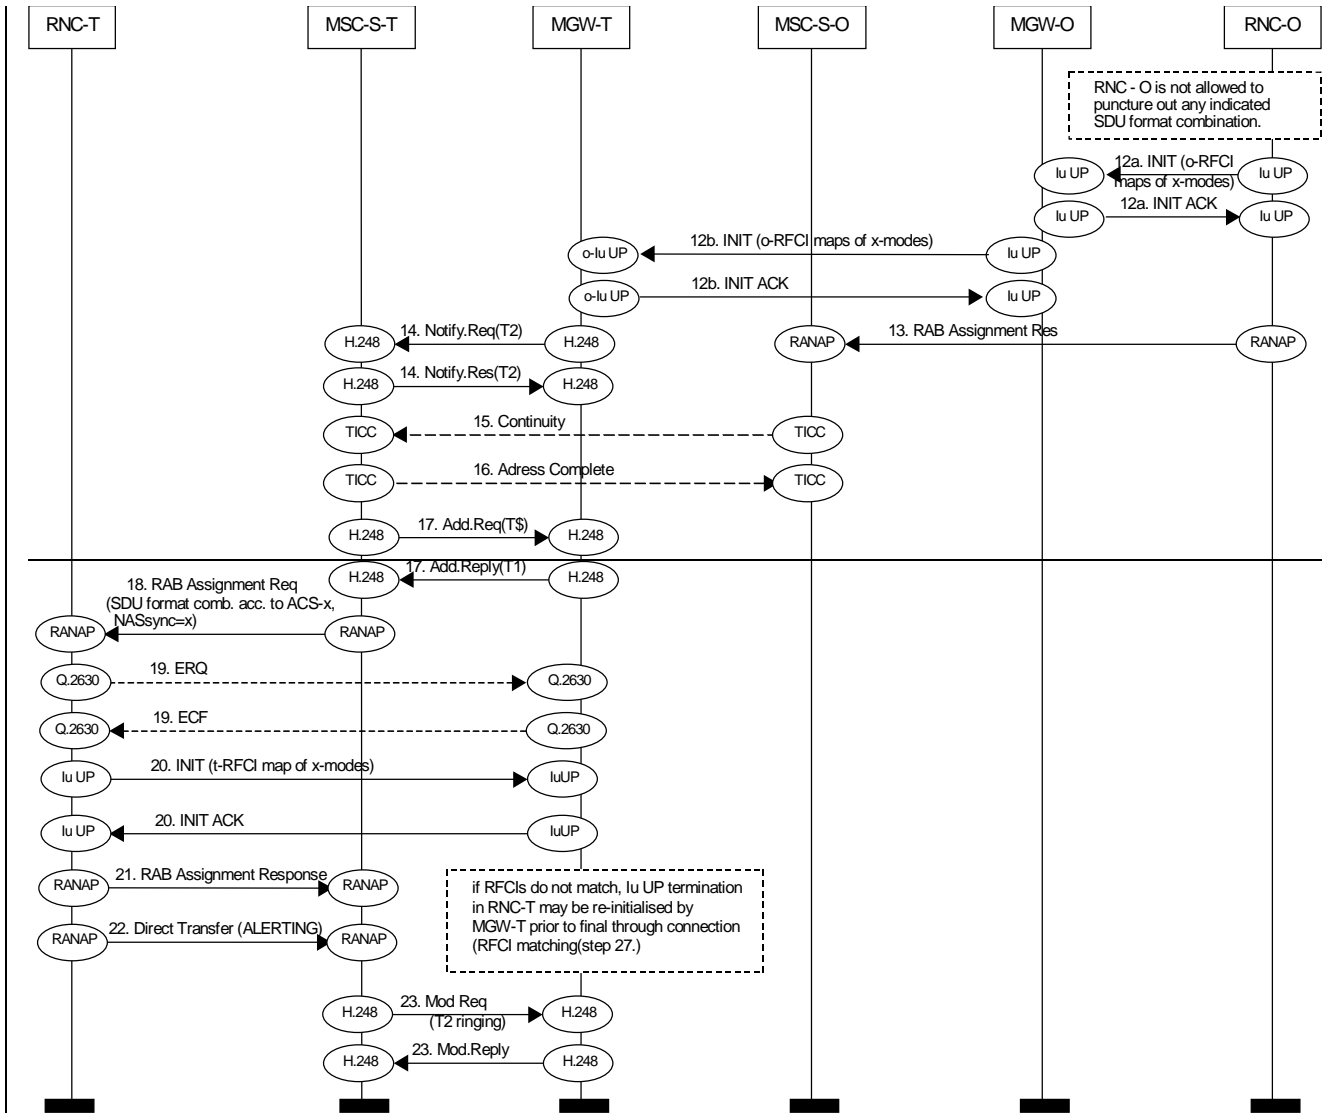 RNC-T
MSC-S-T
MGW-T
MSC-S-O
MGW-O
RNC-O
RNC - O is not allowed to
puncture out any indicated
SDU format combination.
Iu UP
12a. INIT (o-RFCI
maps of x-modes)
Iu UP
Iu UP
12a. INIT ACK
Iu UP
o-Iu UP
12b. INIT (o-RFCI maps of x-modes)
Iu UP
o-Iu UP
12b. INIT ACK
Iu UP
H.248
14. Notify.Req(T2)
H.248
RANAP
13. RAB Assignment Res
RANAP
H.248
14. Notify.Res(T2)
H.248
TICC
15. Continuity
TICC
TICC
16. Adress Complete
TICC
H.248
17. Add.Req(T$)
H.248
H.248
17. Add.Reply(T1)
H.248
18. RAB Assignment Req
(SDU format comb. acc. to ACS-x,
NASsync=x)
RANAP
RANAP
Q.2630
19. ERQ
Q.2630
Q.2630
19. ECF
Q.2630
Iu UP
20. INIT (t-RFCI map of x-modes)
IuUP
Iu UP
20. INIT ACK
IuUP
RANAP
21. RAB Assignment Response
RANAP
RANAP
22. Direct Transfer (ALERTING)
RANAP
if RFCIs do not match, Iu UP termination
in RNC-T may be re-initialised by
MGW-T prior to final through connection
(RFCI matching(step 27.)
H.248
23. Mod Req
(T2 ringing)
H.248
H.248
23. Mod.Reply
H.248